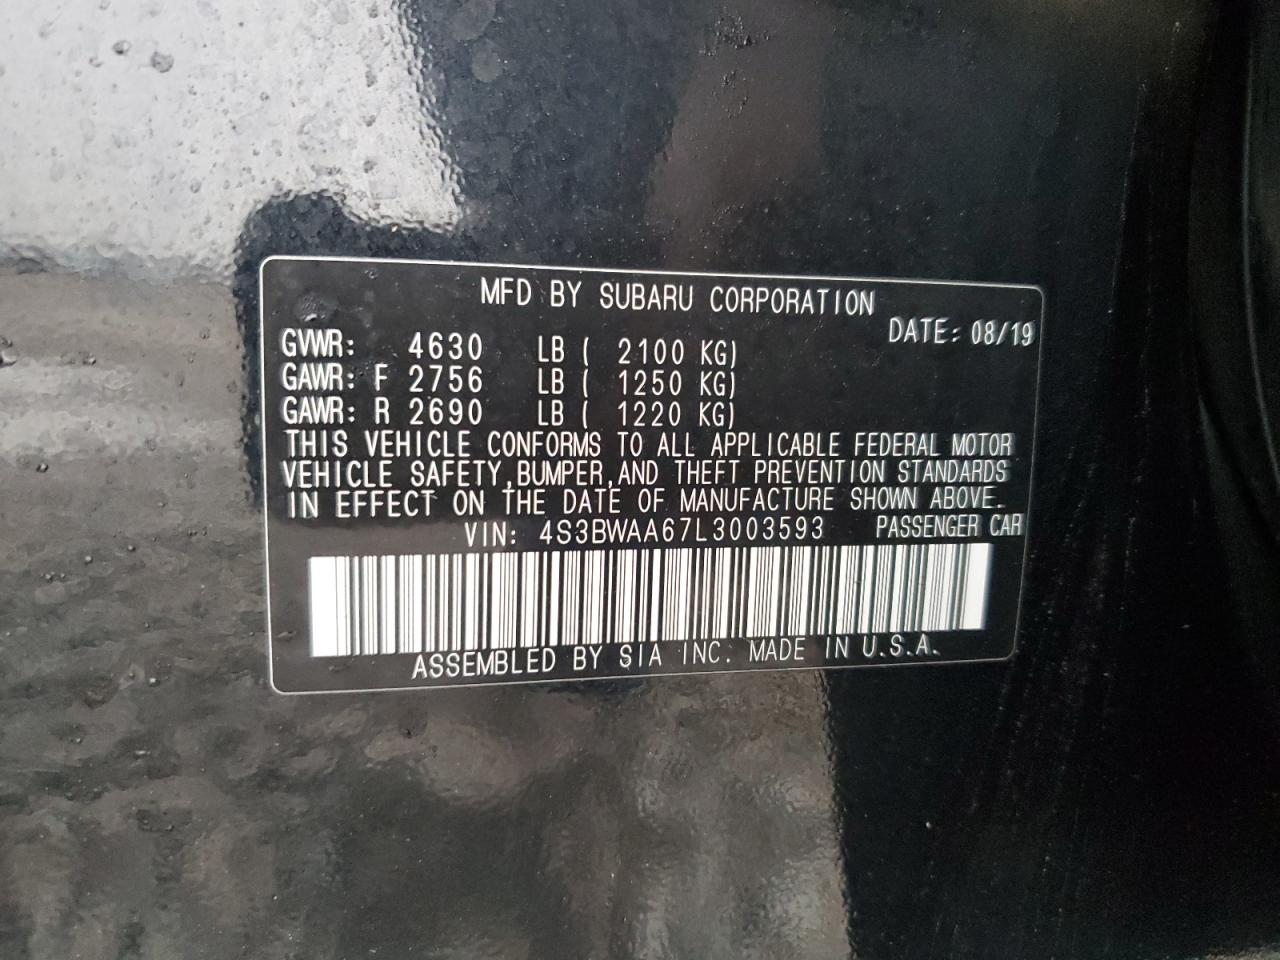 MFD BY SUBARU CORPORATION
DATE: 08/19
GVWR: 4630 LB ( 2100 KG)
GAWR: F 2756 LB ( 1250 KG)
GAWR: R 2690 LB ( 1220 KG)
THIS VEHICLE CONFORMS TO ALL APPLICABLE FEDERAL MOTOR
VEHICLE SAFETY,BUMPER,AND THEFT PREVENTION STANDARDS
IN EFFECT ON THE DATE OF MANUFACTURE SHOWN ABOVE.
VIN: 4S3BWAA67L3003593 PASSENGER CAR
ASSEMBLED BY SIA INC. MADE IN U.S.A.